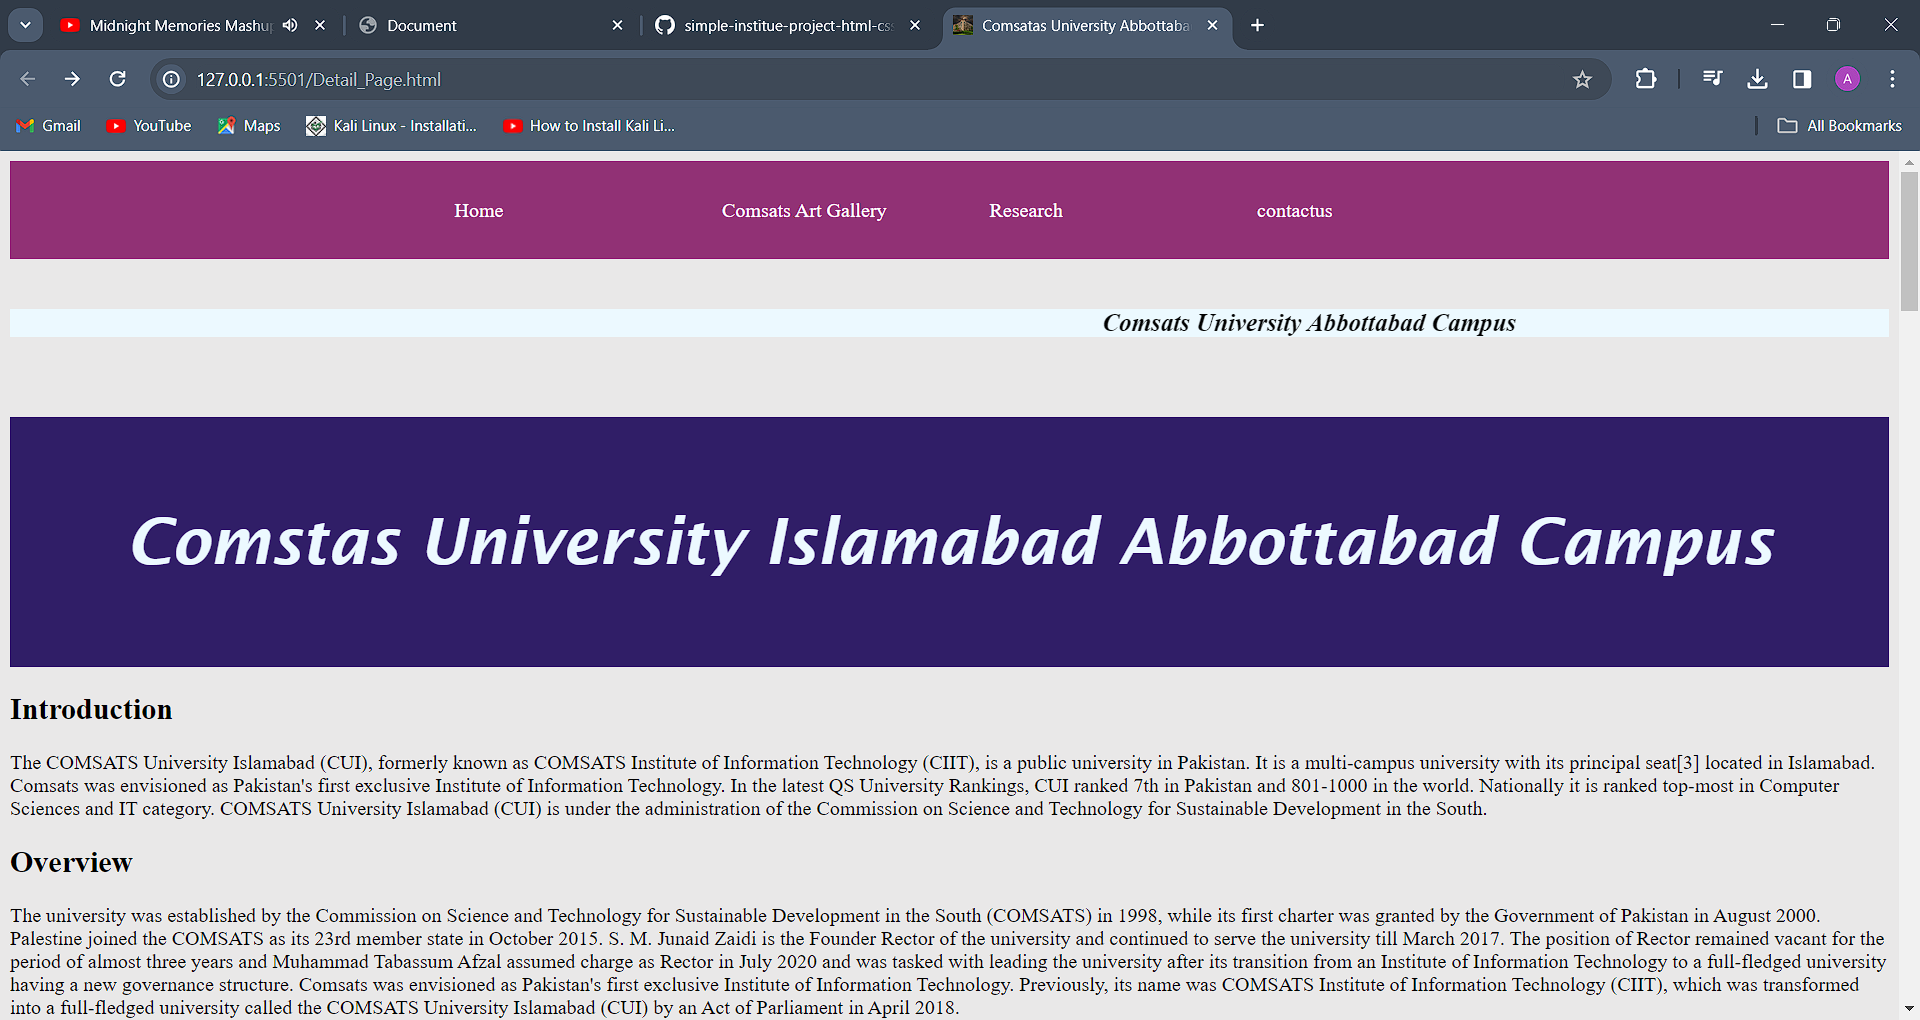 Midnight Memories Mashup
Document
simple-institue-project-html-css
Comsatas University Abbottaba
127.0.0.1:5501/Detail_Page.html
A
Gmail
YouTube
Maps
Kali Linux - Installati...
How to Install Kali Li...
All Bookmarks
Home
Comsats Art Gallery
Research
contactus
Comsats University Abbottabad Campus
Comstas University Islamabad Abbottabad Campus
Introduction
The COMSATS University Islamabad (CUI), formerly known as COMSATS Institute of Information Technology (CIIT), is a public university in Pakistan. It is a multi-campus university with its principal seat[3] located in Islamabad.
Comsats was envisioned as Pakistan's first exclusive Institute of Information Technology. In the latest QS University Rankings, CUI ranked 7th in Pakistan and 801-1000 in the world. Nationally it is ranked top-most in Computer
Sciences and IT category. COMSATS University Islamabad (CUI) is under the administration of the Commission on Science and Technology for Sustainable Development in the South.
Overview
The university was established by the Commission on Science and Technology for Sustainable Development in the South (COMSATS) in 1998, while its first charter was granted by the Government of Pakistan in August 2000.
Palestine joined the COMSATS as its 23rd member state in October 2015. S. M. Junaid Zaidi is the Founder Rector of the university and continued to serve the university till March 2017. The position of Rector remained vacant for the
period of almost three years and Muhammad Tabassum Afzal assumed charge as Rector in July 2020 and was tasked with leading the university after its transition from an Institute of Information Technology to a full-fledged university
having a new governance structure. Comsats was envisioned as Pakistan's first exclusive Institute of Information Technology. Previously, its name was COMSATS Institute of Information Technology (CIIT), which was transformed
into a full-fledged university called the COMSATS University Islamabad (CUI) by an Act of Parliament in April 2018.